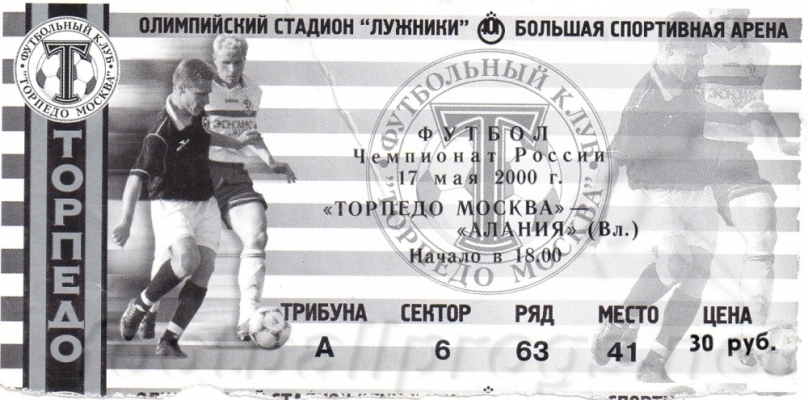 ОЛИМПИЙСКИЙ СТАДИОН "ЛУЖНИКИ" БОЛЬШАЯ СПОРТИВНАЯ АРЕНА
ФУТБОЛЬНЫЙ КЛУБ
"ТОРПЕДО МОСКВА"
Т
ТОРПЕДО
ФУТБОЛЬНЫЙ КЛУБ
"ТОРПЕДО МОСКВА"
Т
ФУТБОЛ
Чемпионат России
17 мая 2000 г.
«ТОРПЕДО МОСКВА»—
«АЛАНИЯ» (Вл.)
Начало в 18.00
ТРИБУНА СЕКТОР РЯД МЕСТО ЦЕНА
А 6 63 41 30 руб.